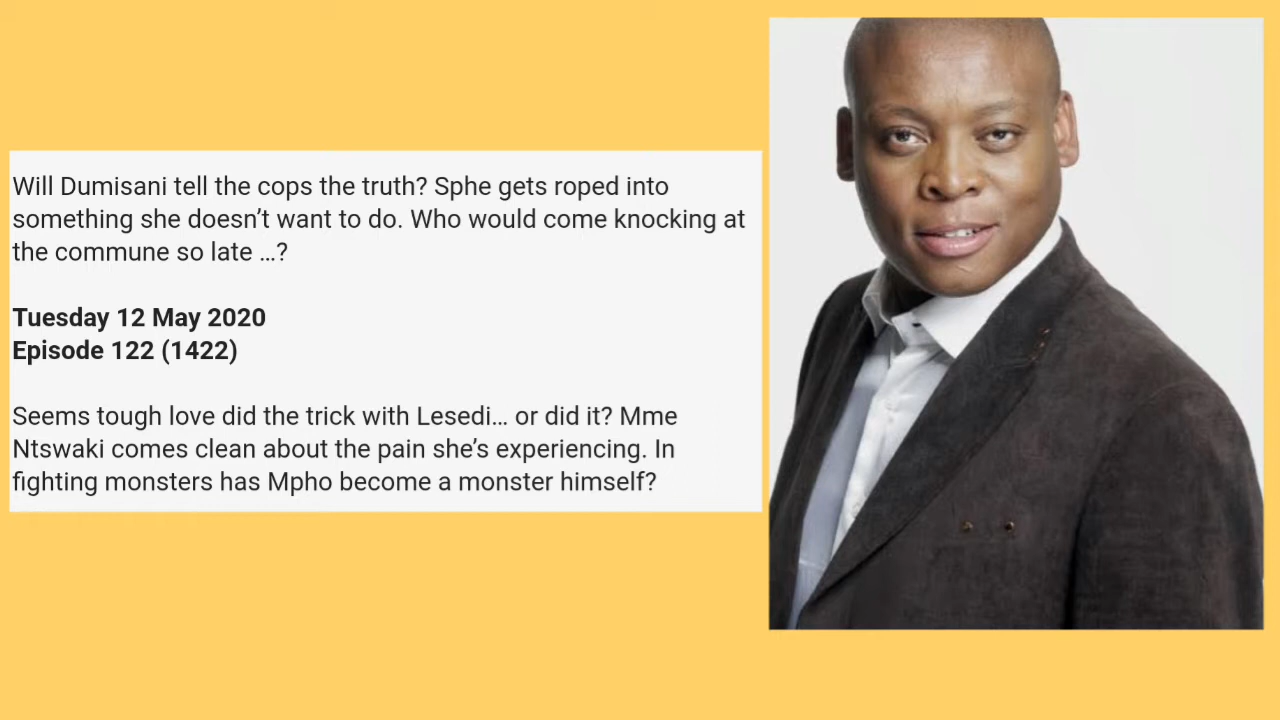 Will Dumisani tell the cops the truth? Sphe gets roped into
something she doesn’t want to do. Who would come knocking at
the commune so late ...?
Tuesday 12 May 2020
Episode 122 (1422)
Seems tough love did the trick with Lesedi... or did it? Mme
Ntswaki comes clean about the pain she’s experiencing. In
fighting monsters has Mpho become a monster himself?